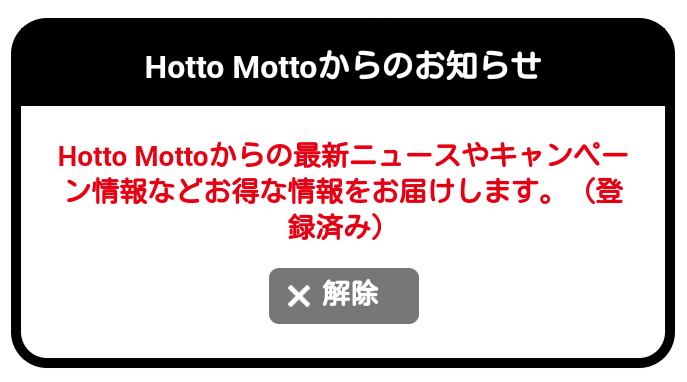 Hotto Mottoからのお知らせ
Hotto Mottoからの最新ニュースやキャンペー
ン情報などお得な情報をお届けします。（登
録済み）
✕ 解除